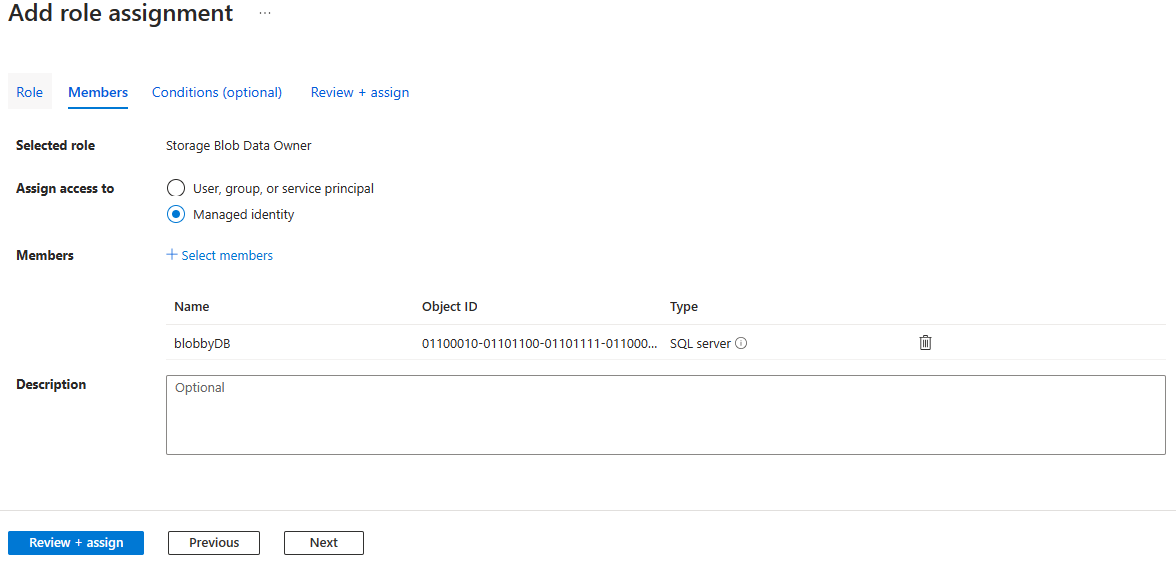 Add role assignment ...
Role Members Conditions (optional) Review + assign
Selected role Storage Blob Data Owner
Assign access to User, group, or service principal
Managed identity
Members + Select members
Name Object ID Type
blobbyDB 01100010-01101100-01101111-011000... SQL server
Description Optional
Review + assign Previous Next